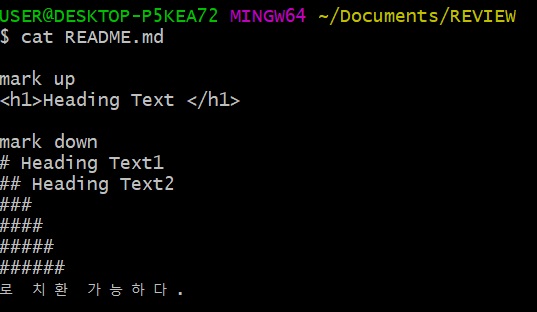 USER@DESKTOP-P5KEA72 MINGW64 ~/Documents/REVIEW
$ cat README.md
mark up
<h1>Heading Text </h1>
mark down
# Heading Text1
## Heading Text2
###
####
#####
######
로 치환 가능하다.